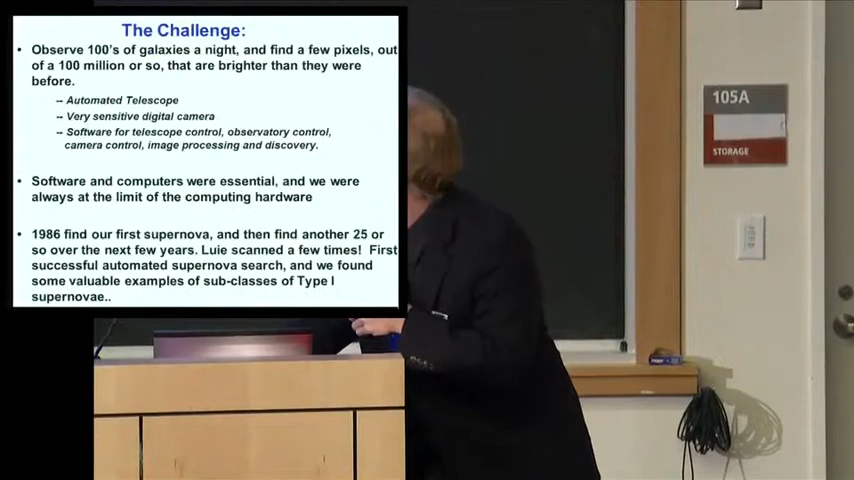 The Challenge:
• Observe 100's of galaxies a night, and find a few pixels, out
of a 100 million or so, that are brighter than they were
before.
-- Automated Telescope
-- Very sensitive digital camera
-- Software for telescope control, observatory control,
camera control, image processing and discovery.
• Software and computers were essential, and we were
always at the limit of the computing hardware
• 1986 find our first supernova, and then find another 25 or
so over the next few years. Luie scanned a few times! First
successful automated supernova search, and we found
some valuable examples of sub-classes of Type I
supernovae..
105A
STORAGE